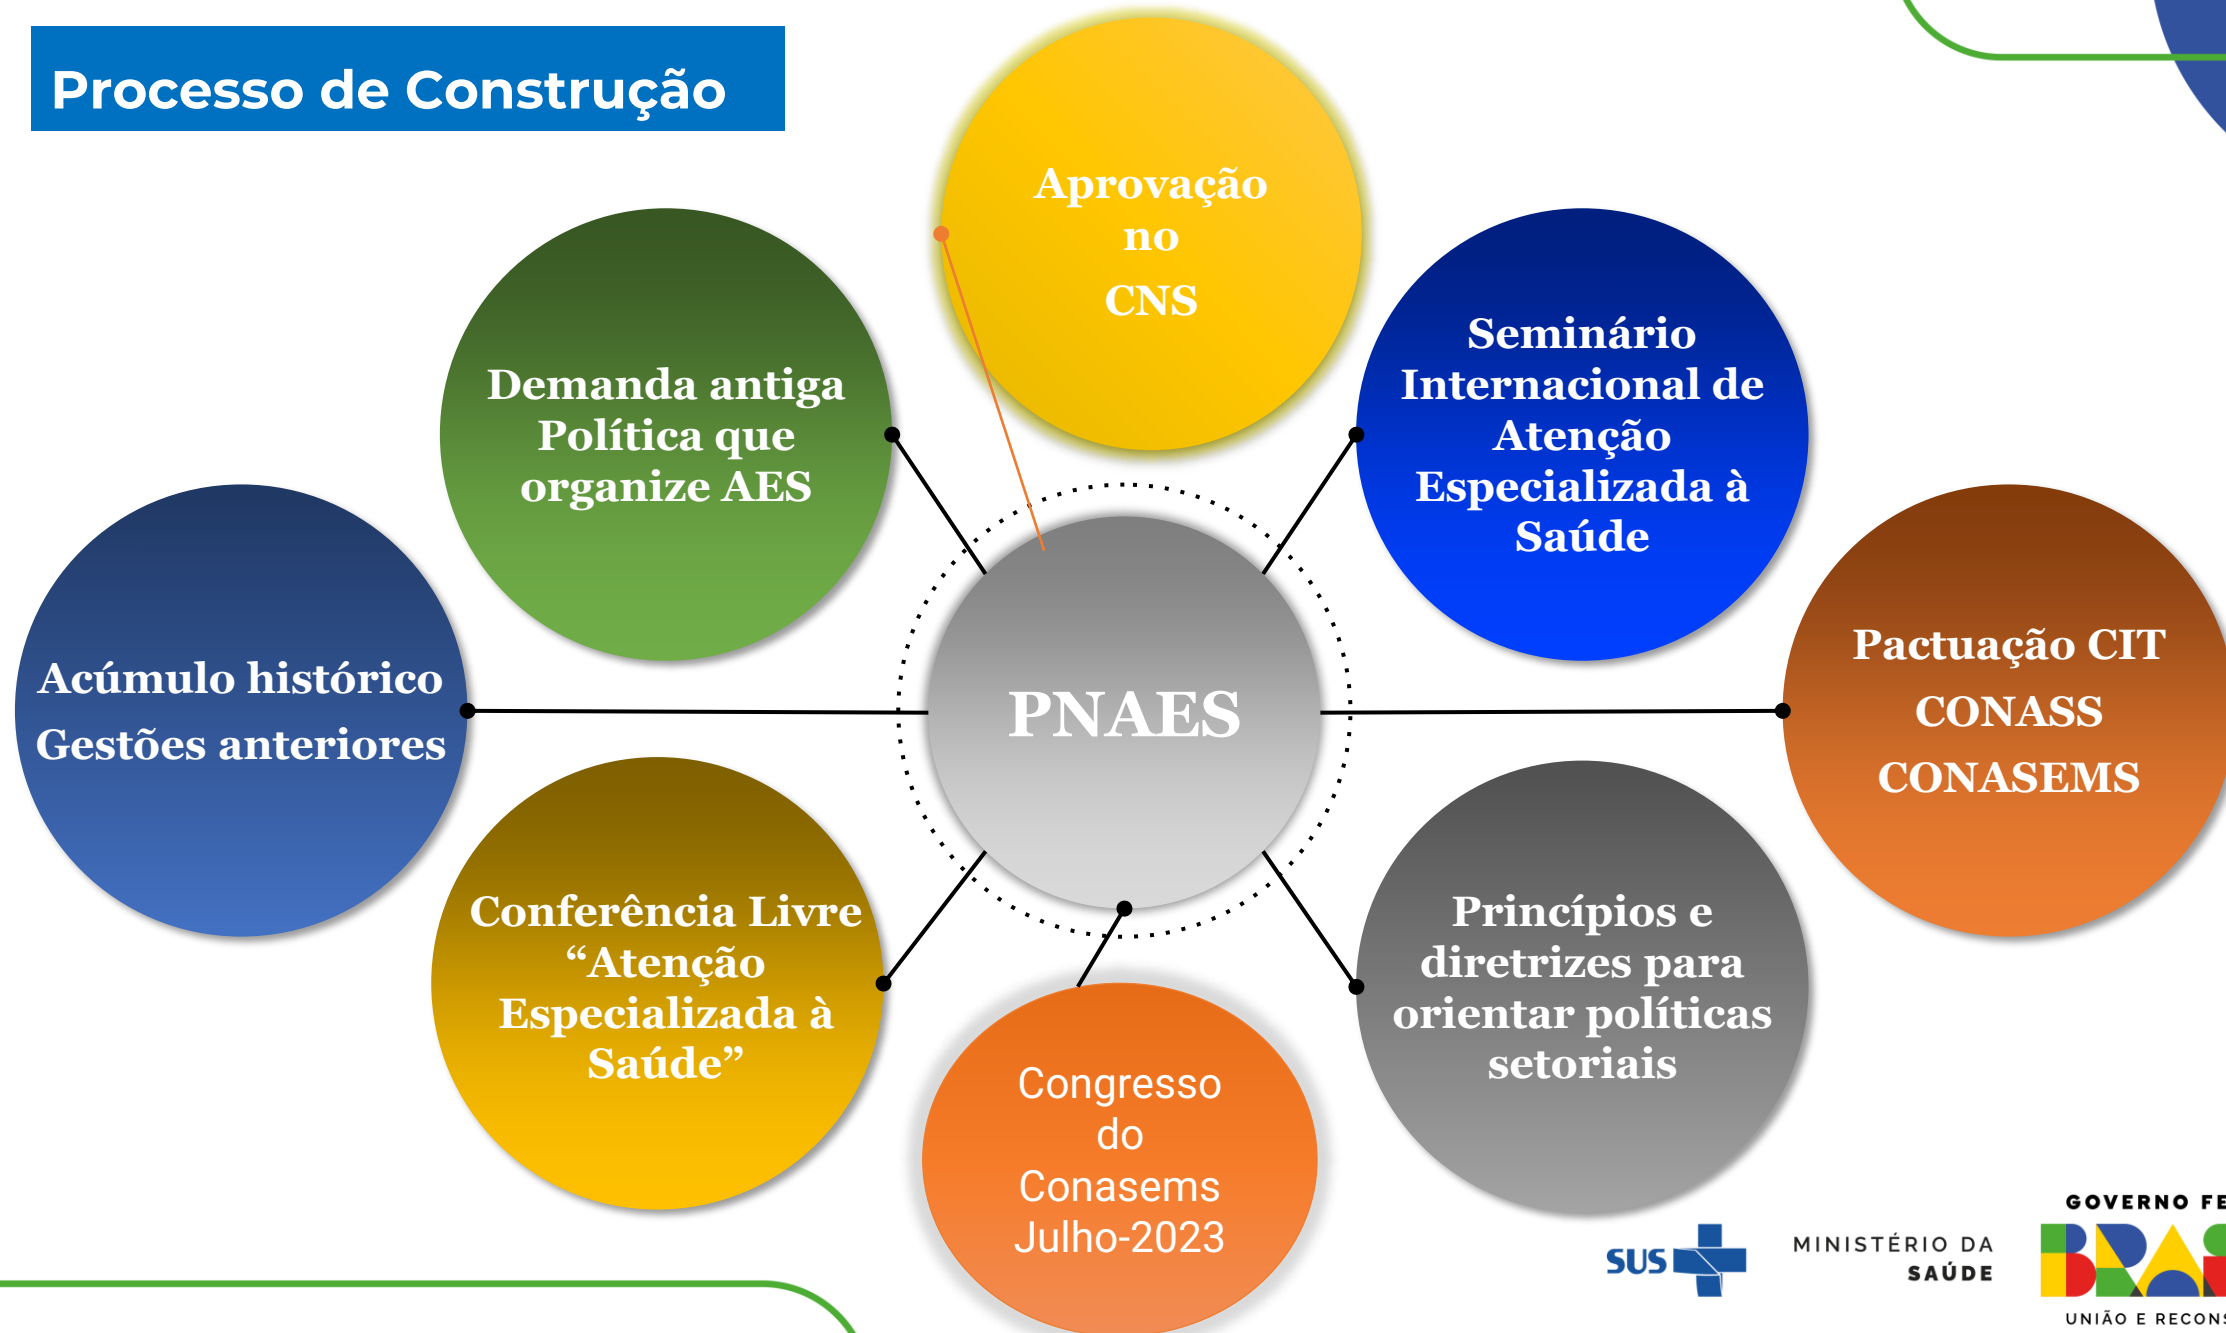 Processo de Construção
Aprovação
no
CNS
Demanda antiga
Política que
organize AES
Seminário
Internacional de
Atenção
Especializada à
Saúde
Acúmulo histórico
Gestões anteriores
PNAES
Pactuação CIT
CONASS
CONASEMS
Conferência Livre
“Atenção
Especializada à
Saúde”
Congresso
do
Conasems
Julho-2023
Princípios e
diretrizes para
orientar políticas
setoriais
SUS
MINISTÉRIO DA
SAÚDE
GOVERNO
UNIÃO E